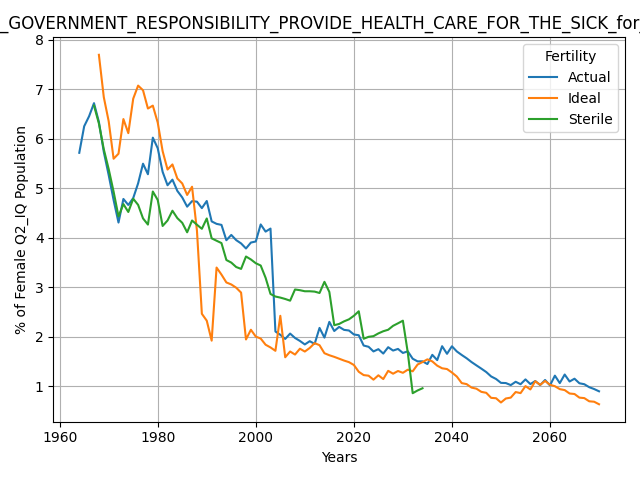 _GOVERNMENT_RESPONSIBILITY_PROVIDE_HEALTH_CARE_FOR_THE_SICK_for_
Fertility
Actual
Ideal
Sterile
% of Female Q2_IQ Population
8
7
6
5
4
3
2
1
1960
1980
2000
2020
2040
2060
Years